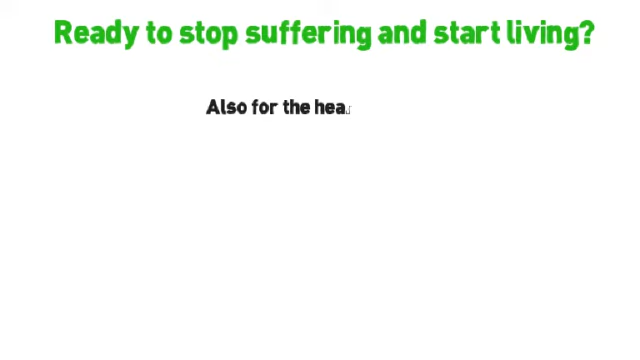 Ready to stop suffering and start living?
Also for the hea